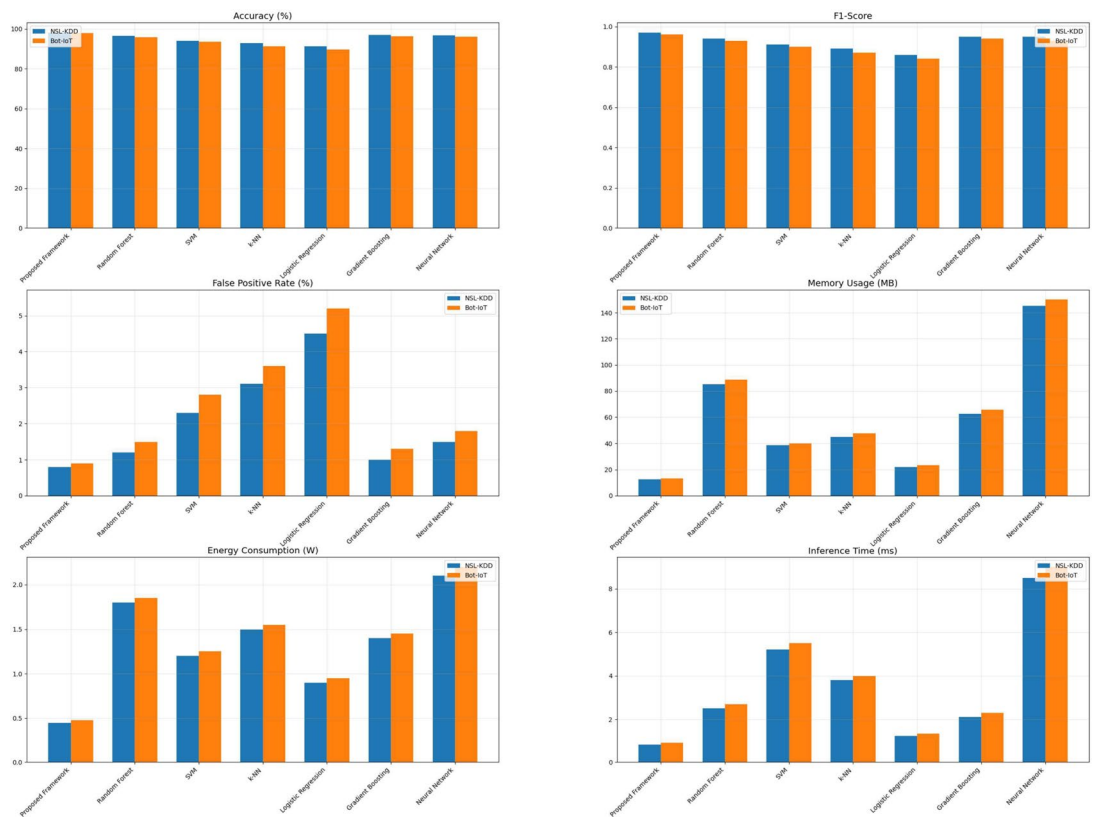 Accuracy (%)
100
80
60
40
20
0
NSL-KDD
Bot-IoT
Proposed Framework
Random Forest
SVM
k-NN
Logistic Regression
Gradient Boosting
Neural Network
F1-Score
1.0
0.8
0.6
0.4
0.2
0.0
NSL-KDD
Bot-IoT
Proposed Framework
Random Forest
SVM
k-NN
Logistic Regression
Gradient Boosting
Neural Network
False Positive Rate (%)
5
4
3
2
1
0
NSL-KDD
Bot-IoT
Proposed Framework
Random Forest
SVM
k-NN
Logistic Regression
Gradient Boosting
Neural Network
Memory Usage (MB)
140
120
100
80
60
40
20
0
NSL-KDD
Bot-IoT
Proposed Framework
Random Forest
SVM
k-NN
Logistic Regression
Gradient Boosting
Neural Network
Energy Consumption (W)
2.0
1.5
1.0
0.5
0.0
NSL-KDD
Bot-IoT
Proposed Framework
Random Forest
SVM
k-NN
Logistic Regression
Gradient Boosting
Neural Network
Inference Time (ms)
8
6
4
2
0
NSL-KDD
Bot-IoT
Proposed Framework
Random Forest
SVM
k-NN
Logistic Regression
Gradient Boosting
Neural Network